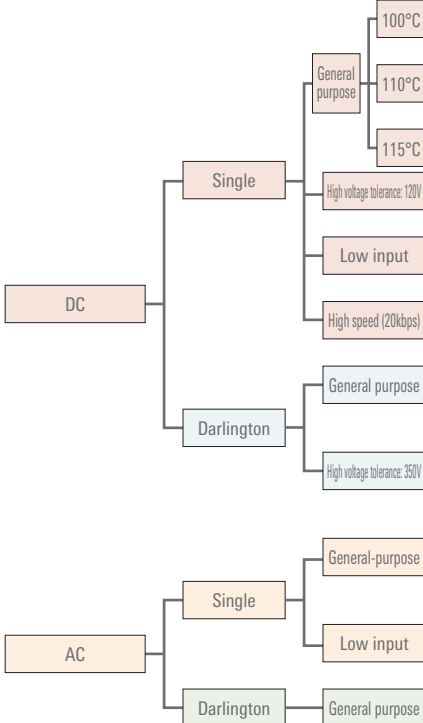 100°C
General
purpose
110°C
115°C
Single
High voltage tolerance: 120V
Low input
DC
High speed (20kbps)
General purpose
Darlington
High voltage tolerance: 350V
General-purpose
Single
Low input
AC
Darlington
General purpose